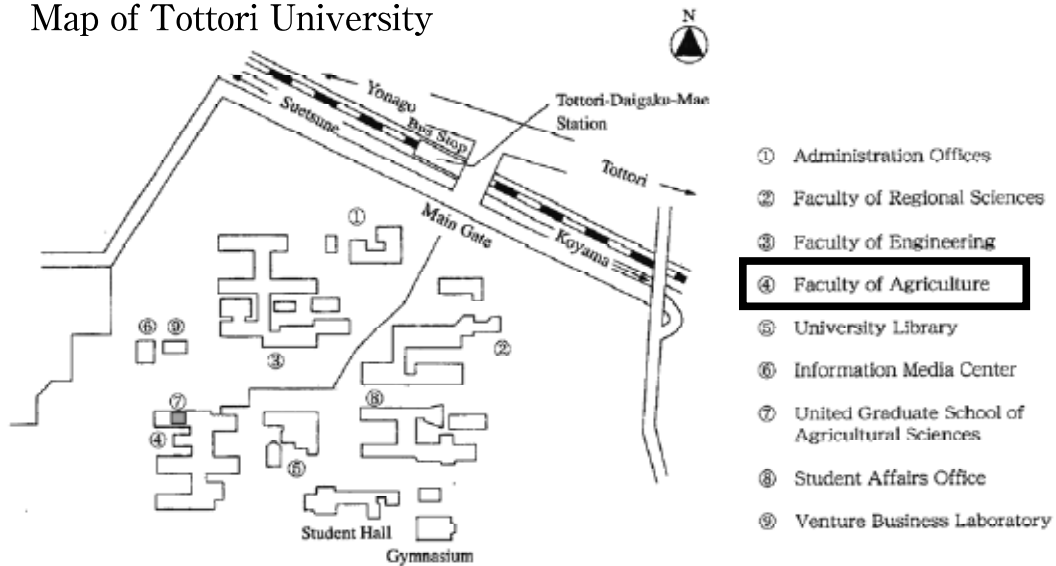 Map of Tottori University
N
Yonago
Suetsune
Bus Stop
Tottori-Daigaku-Mae
Station
Tottori
Main Gate
Koyama
①
②
③
⑥ ⑨
⑦
④
⑤
⑧
Student Hall
Gymnasium
① Administration Offices
② Faculty of Regional Sciences
③ Faculty of Engineering
④ Faculty of Agriculture
⑤ University Library
⑥ Information Media Center
⑦ United Graduate School of
Agricultural Sciences
⑧ Student Affairs Office
⑨ Venture Business Laboratory